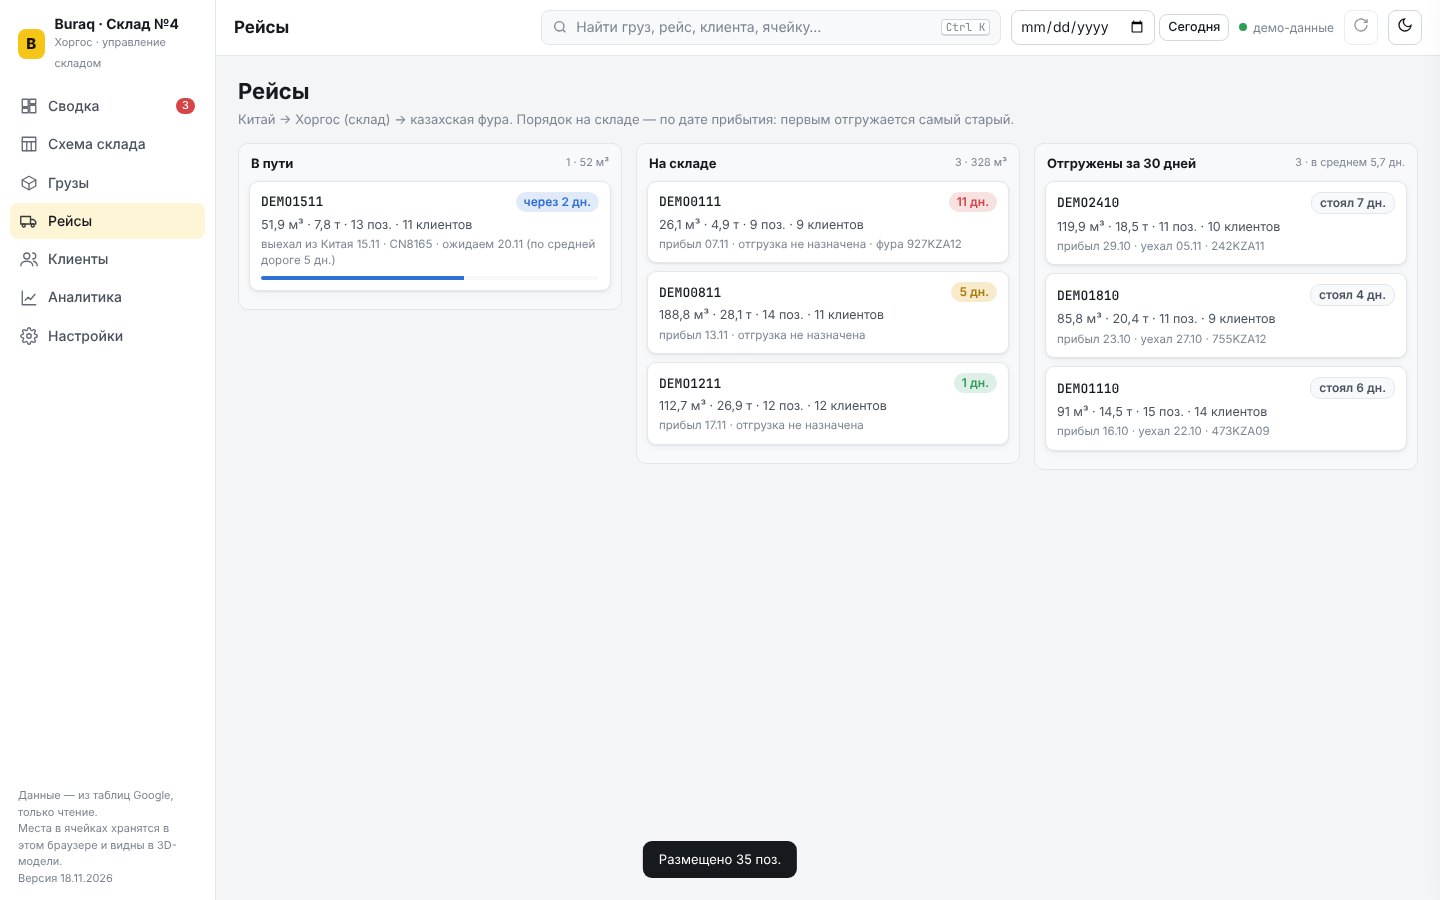 B
Buraq · Склад №4
Хоргос · управление
складом
Сводка
3
Схема склада
Грузы
Рейсы
Клиенты
Аналитика
Настройки
Данные — из таблиц Google,
только чтение.
Места в ячейках хранятся в
этом браузере и видны в 3D-
модели.
Версия 18.11.2026
Рейсы
Найти груз, рейс, клиента, ячейку...
Ctrl K
mm/dd/yyyy
Сегодня
демо-данные
Рейсы
Китай → Хоргос (склад) → казахская фура. Порядок на складе — по дате прибытия: первым отгружается самый старый.
В пути
1 · 52 м³
DEMO1511
через 2 дн.
51,9 м³ · 7,8 т · 13 поз. · 11 клиентов
выехал из Китая 15.11 · CN8165 · ожидаем 20.11 (по средней
дороге 5 дн.)
На складе
3 · 328 м³
DEMO0111
11 дн.
26,1 м³ · 4,9 т · 9 поз. · 9 клиентов
прибыл 07.11 · отгрузка не назначена · фура 927KZA12
DEMO0811
5 дн.
188,8 м³ · 28,1 т · 14 поз. · 11 клиентов
прибыл 13.11 · отгрузка не назначена
DEMO1211
1 дн.
112,7 м³ · 26,9 т · 12 поз. · 12 клиентов
прибыл 17.11 · отгрузка не назначена
Отгружены за 30 дней
3 · в среднем 5,7 дн.
DEMO2410
стоял 7 дн.
119,9 м³ · 18,5 т · 11 поз. · 10 клиентов
прибыл 29.10 · уехал 05.11 · 242KZA11
DEMO1810
стоял 4 дн.
85,8 м³ · 20,4 т · 11 поз. · 9 клиентов
прибыл 23.10 · уехал 27.10 · 755KZA12
DEMO1110
стоял 6 дн.
91 м³ · 14,5 т · 15 поз. · 14 клиентов
прибыл 16.10 · уехал 22.10 · 473KZA09
Размещено 35 поз.